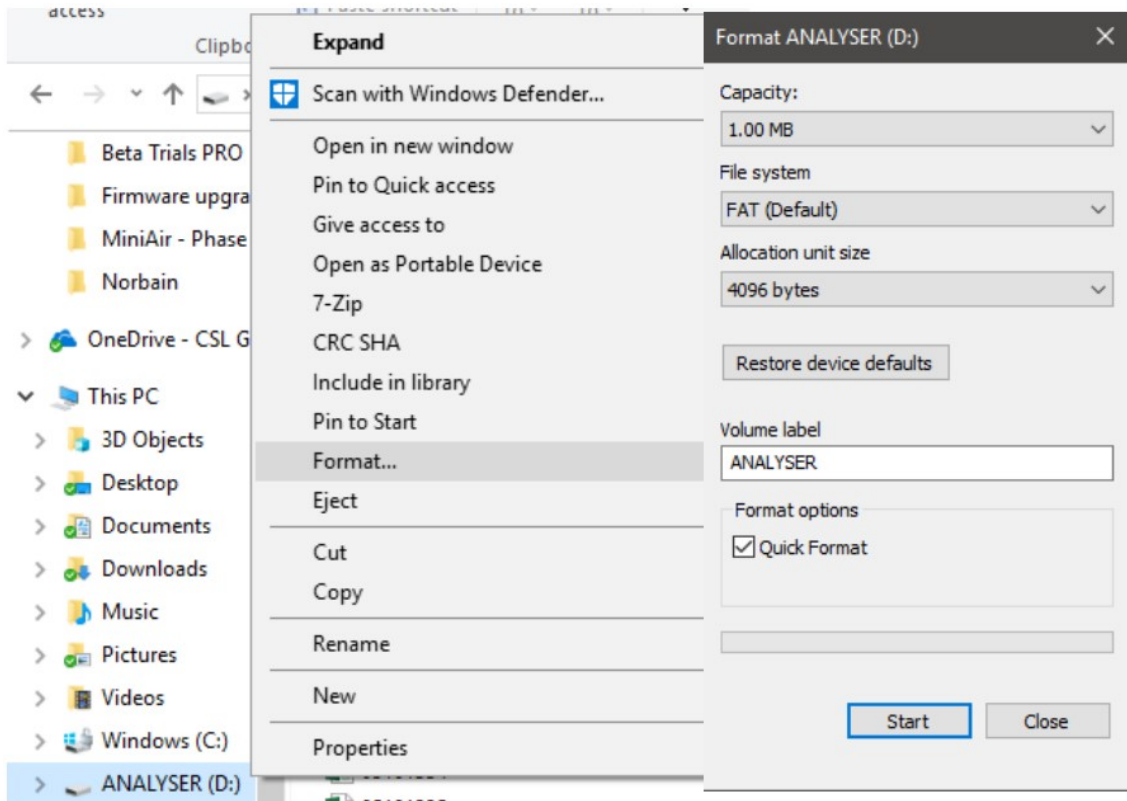 access
Clipbo
Beta Trials PRO
Firmware upgra
MiniAir - Phase
Norbain
OneDrive - CSL G
This PC
3D Objects
Desktop
Documents
Downloads
Music
Pictures
Videos
Windows (C:)
ANALYSER (D:)
Paste shortcut
Expand
Scan with Windows Defender...
Open in new window
Pin to Quick access
Give access to
Open as Portable Device
7-Zip
CRC SHA
Include in library
Pin to Start
Format...
Eject
Cut
Copy
Rename
New
Properties
Format ANALYSER (D:)
Capacity:
1.00 MB
File system
FAT (Default)
Allocation unit size
4096 bytes
Restore device defaults
Volume label
ANALYSER
Format options
Quick Format
Start
Close